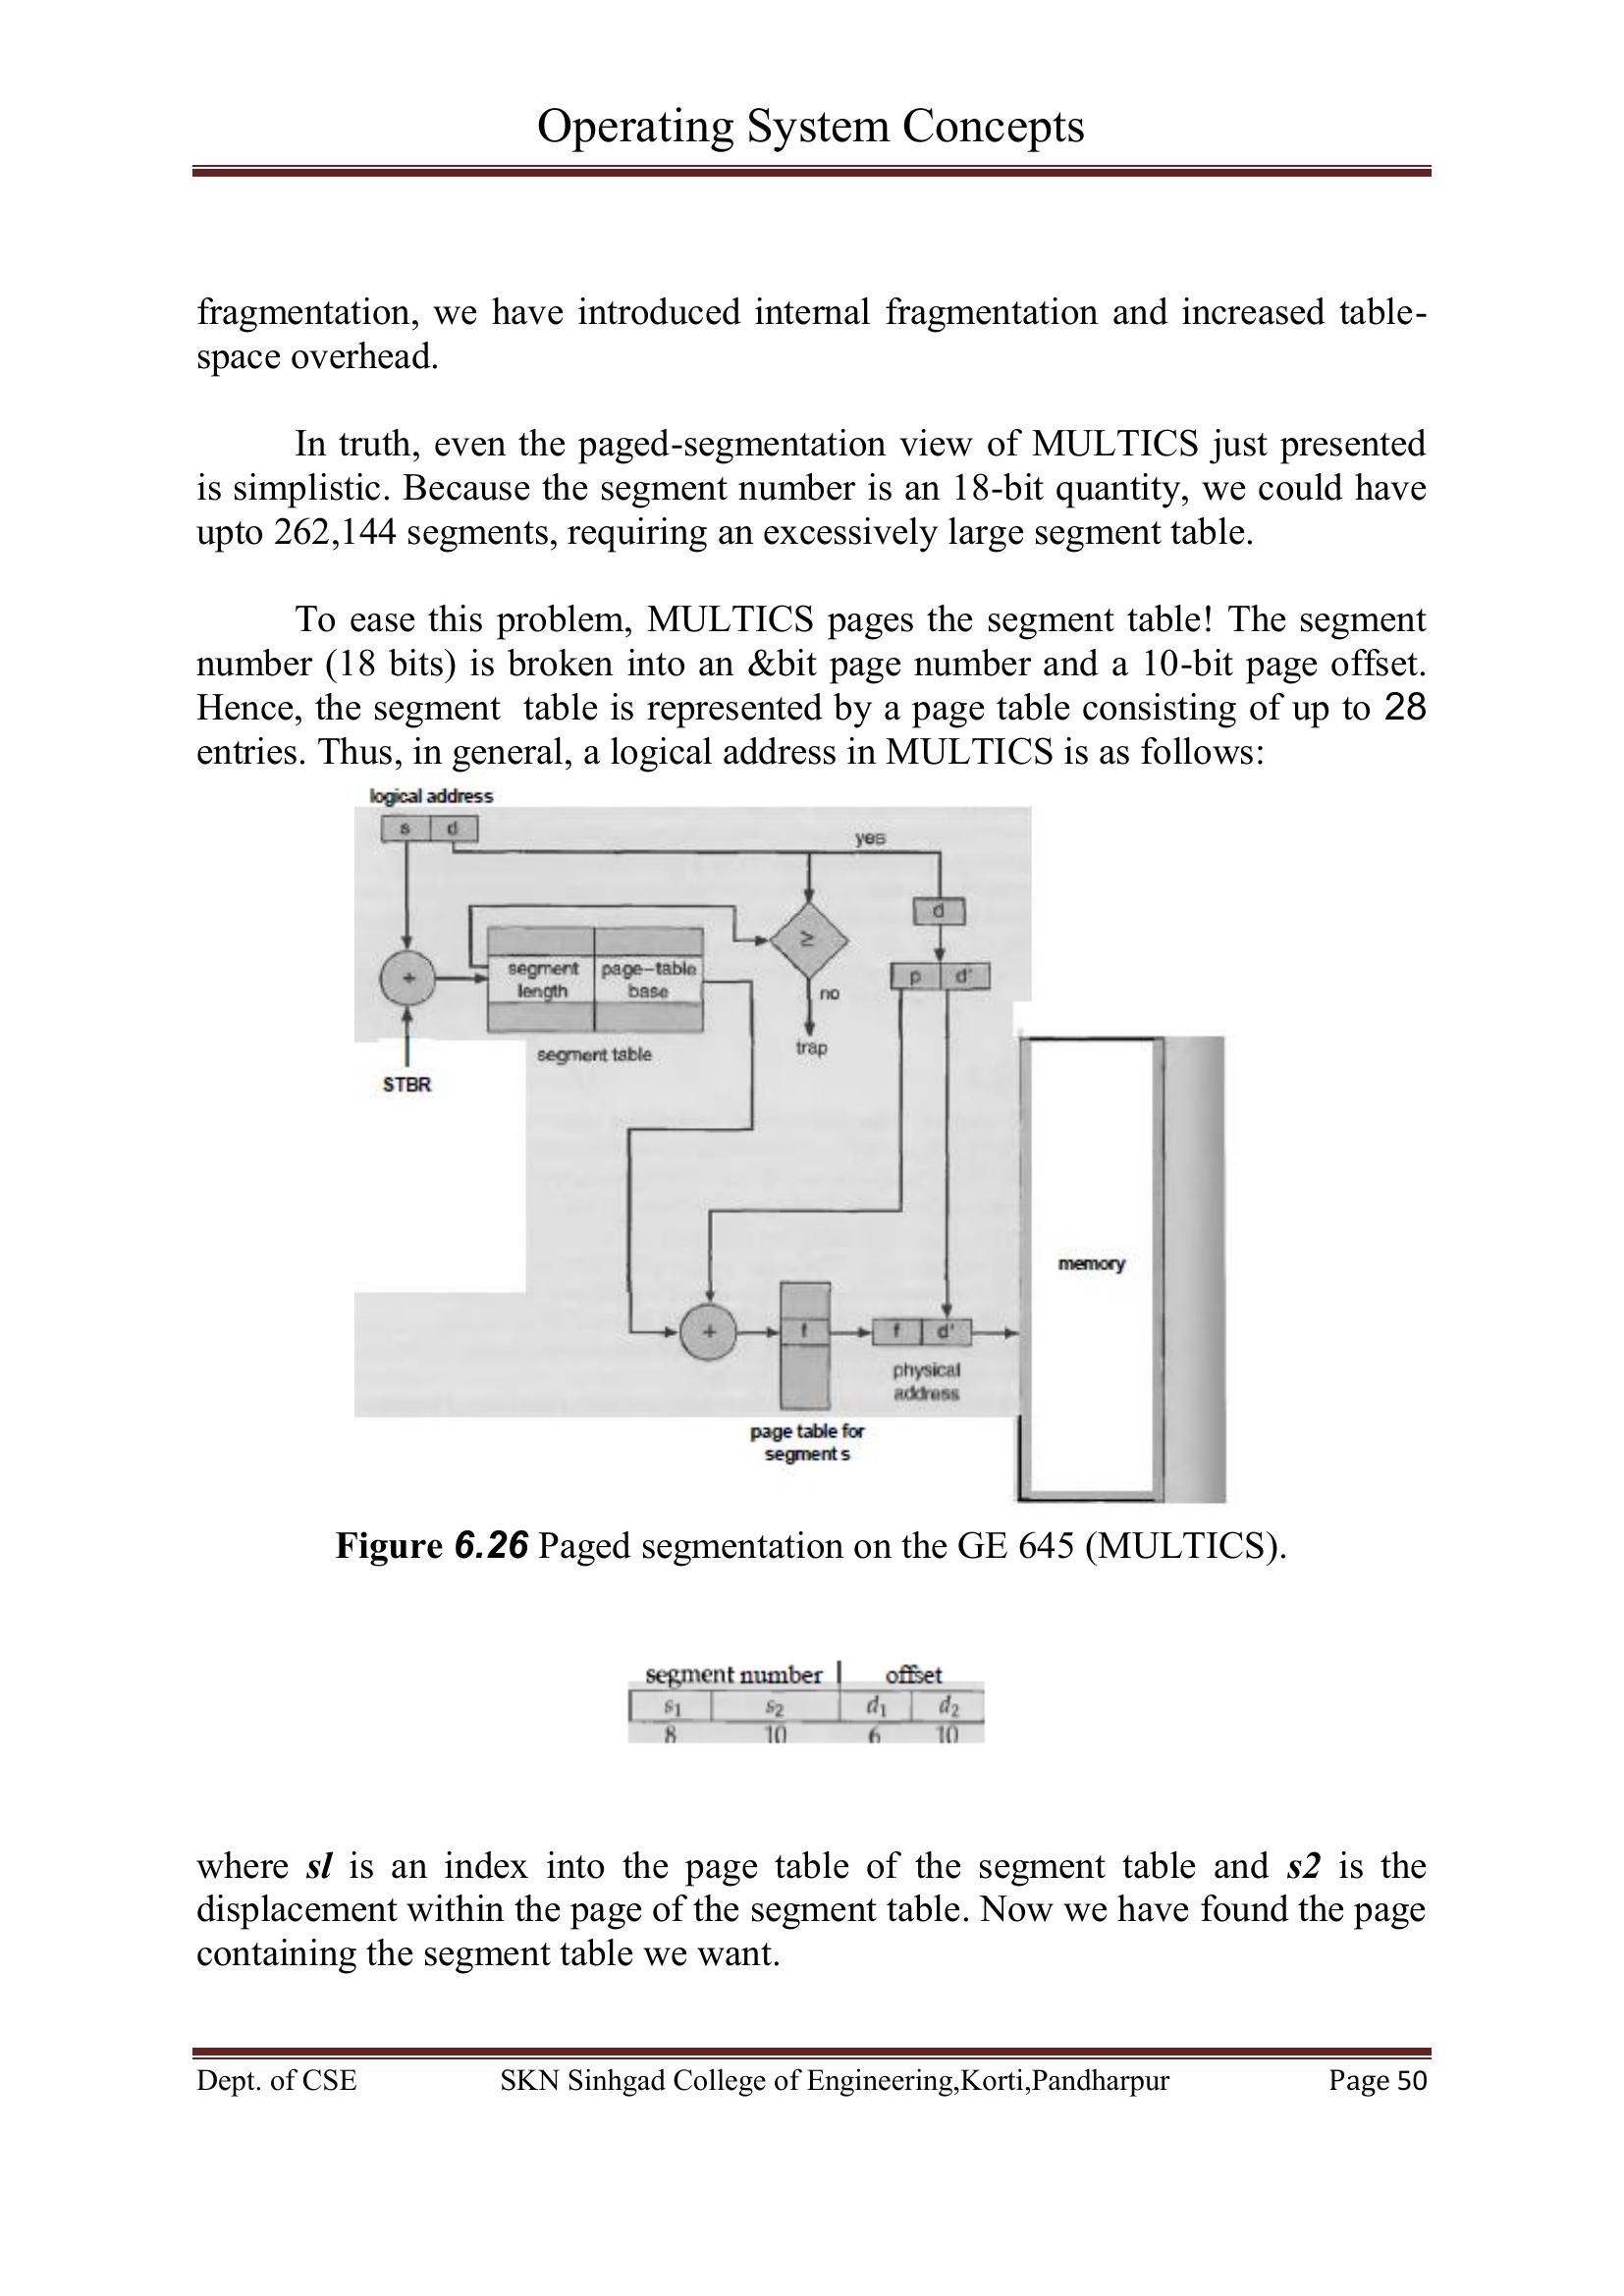 Operating System Concepts
fragmentation, we have introduced internal fragmentation and increased table-
space overhead.
In truth, even the paged-segmentation view of MULTICS just presented
is simplistic. Because the segment number is an 18-bit quantity, we could have
upto 262,144 segments, requiring an excessively large segment table.
To ease this problem, MULTICS pages the segment table! The segment
number (18 bits) is broken into an &bit page number and a 10-bit page offset.
Hence, the segment table is represented by a page table consisting of up to 28
entries. Thus, in general, a logical address in MULTICS is as follows:
logical address
s d
yes
d
≥
segment page-table
length base
+
p d'
no
trap
segment table
STBR
memory
+
f
f d'
physical
address
page table for
segment s
Figure 6.26 Paged segmentation on the GE 645 (MULTICS).
segment number offset
s1 s2 d1 d2
8 10 6 10
where sl is an index into the page table of the segment table and s2 is the
displacement within the page of the segment table. Now we have found the page
containing the segment table we want.
Dept. of CSE SKN Sinhgad College of Engineering,Korti,Pandharpur Page 50